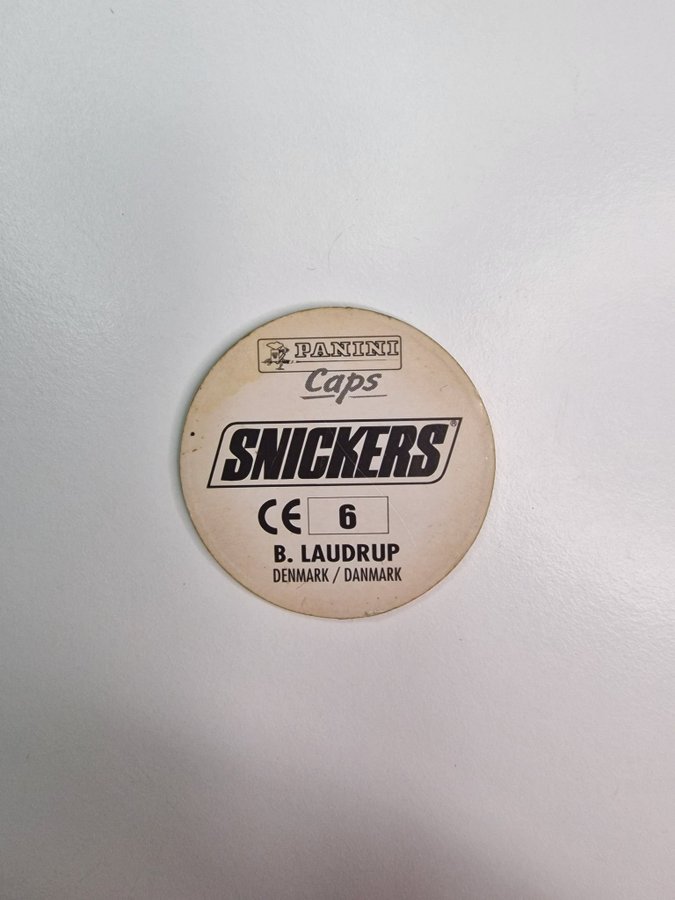 PANINI
Caps
SNICKERS®
CE 6
B. LAUDRUP
DENMARK / DANMARK